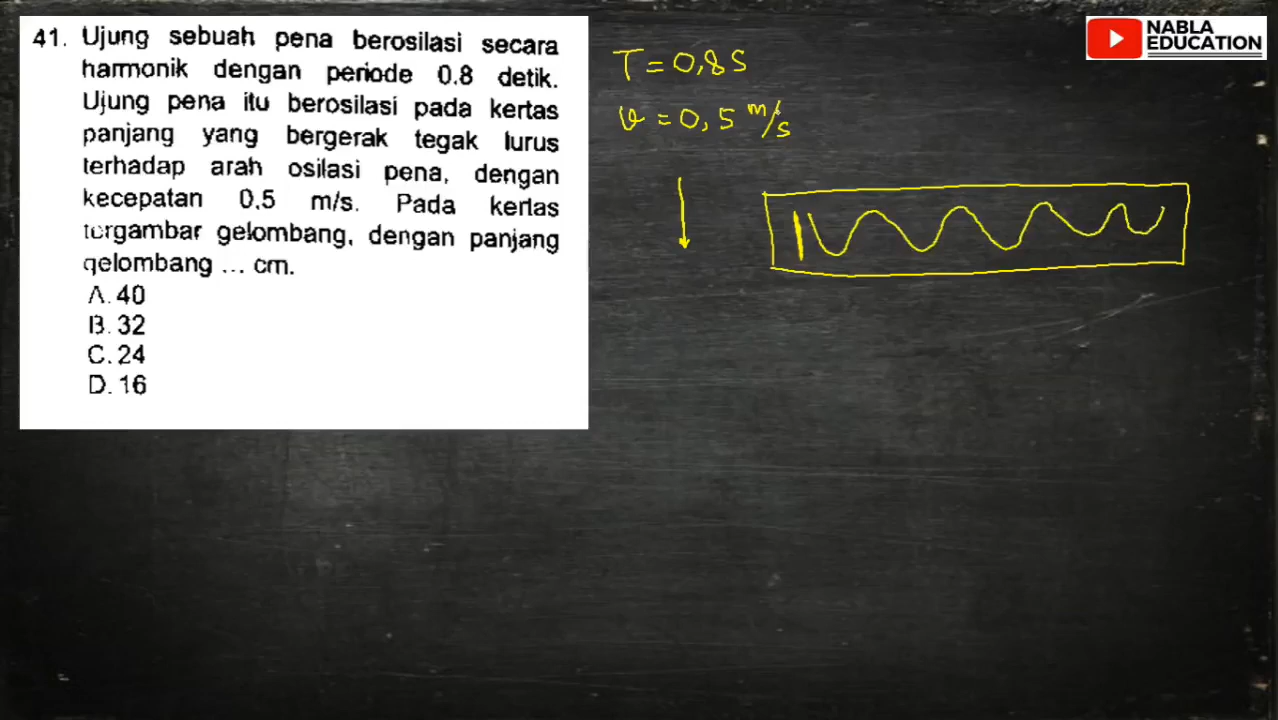 41. Ujung sebuah pena berosilasi secara
harmonik dengan periode 0.8 detik.
Ujung pena itu berosilasi pada kertas
panjang yang bergerak tegak lurus
terhadap arah osilasi pena, dengan
kecepatan 0.5 m/s. Pada kertas
tergambar gelombang, dengan panjang
gelombang ... cm.
A. 40
B. 32
C. 24
D. 16
T = 0,8 S
v = 0,5 m/s
NABLA
EDUCATION